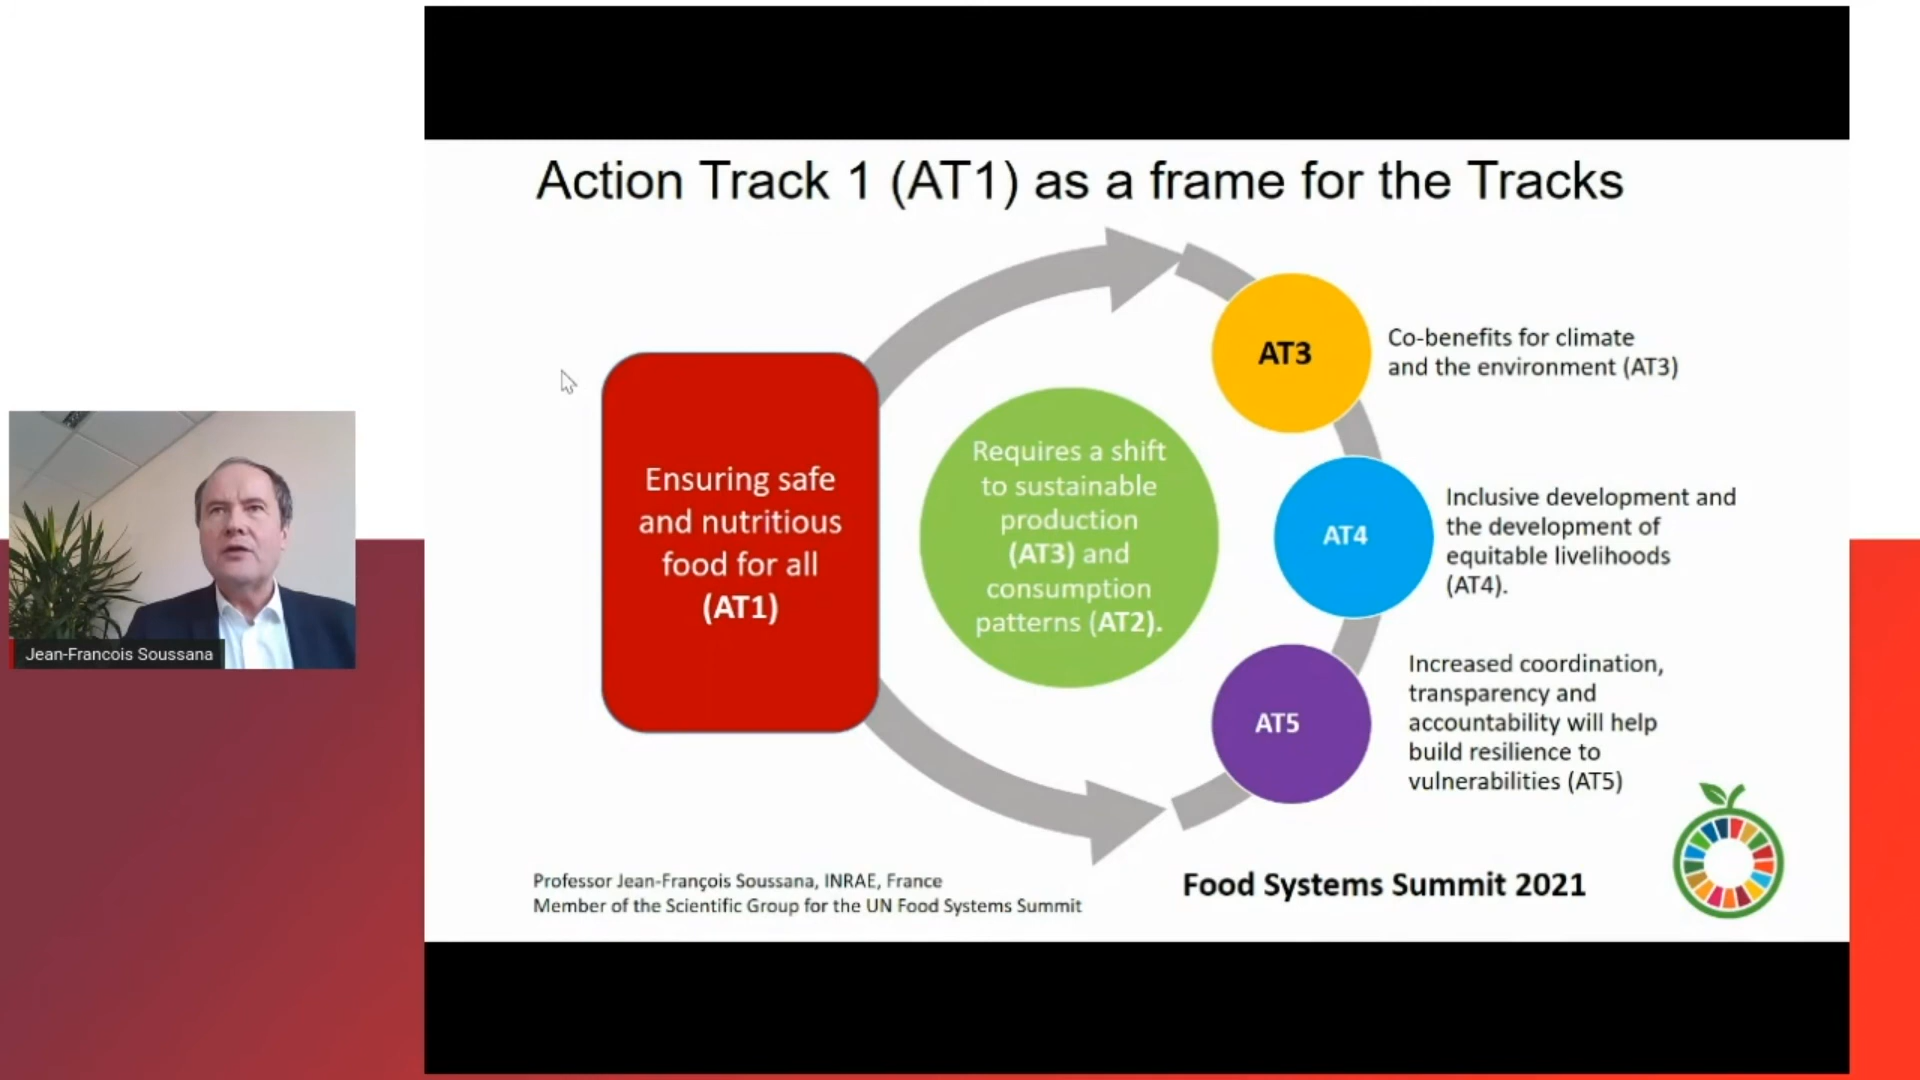 Action Track 1 (AT1) as a frame for the Tracks
Ensuring safe
and nutritious
food for all
(AT1)
Requires a shift
to sustainable
production
(AT3) and
consumption
patterns (AT2).
AT3
Co-benefits for climate
and the environment (AT3)
AT4
Inclusive development and
the development of
equitable livelihoods
(AT4).
AT5
Increased coordination,
transparency and
accountability will help
build resilience to
vulnerabilities (AT5)
Jean-Francois Soussana
Professor Jean-François Soussana, INRAE, France
Member of the Scientific Group for the UN Food Systems Summit
Food Systems Summit 2021